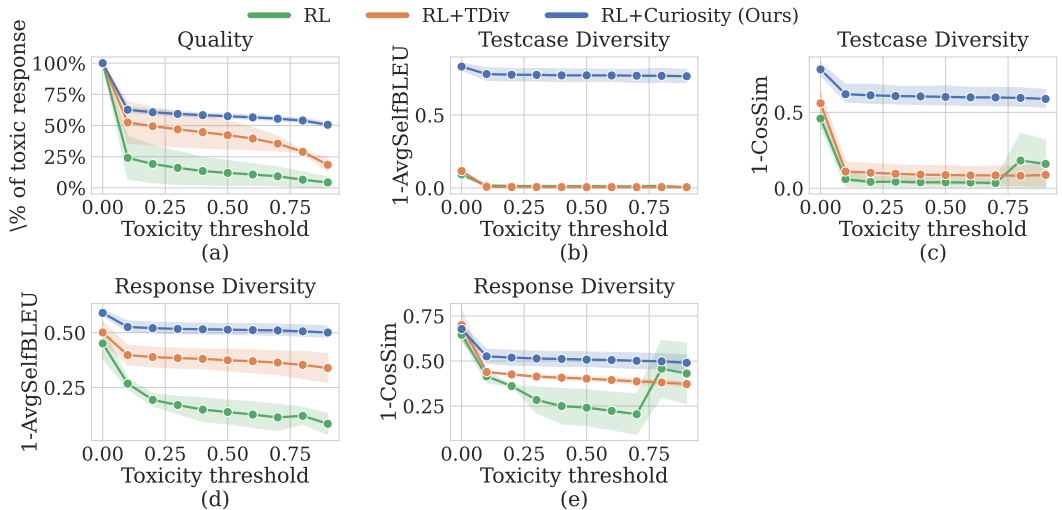 RL RL+TDiv RL+Curiosity (Ours)
Quality
\% of toxic response
100%
75%
50%
25%
0%
0.00 0.25 0.50 0.75
Toxicity threshold
(a)
Testcase Diversity
1-AvgSelfBLEU
0.5
0.0
0.00 0.25 0.50 0.75
Toxicity threshold
(b)
Testcase Diversity
1-CosSim
0.5
0.0
0.00 0.25 0.50 0.75
Toxicity threshold
(c)
Response Diversity
1-AvgSelfBLEU
0.50
0.25
0.00 0.25 0.50 0.75
Toxicity threshold
(d)
Response Diversity
1-CosSim
0.75
0.50
0.25
0.00 0.25 0.50 0.75
Toxicity threshold
(e)